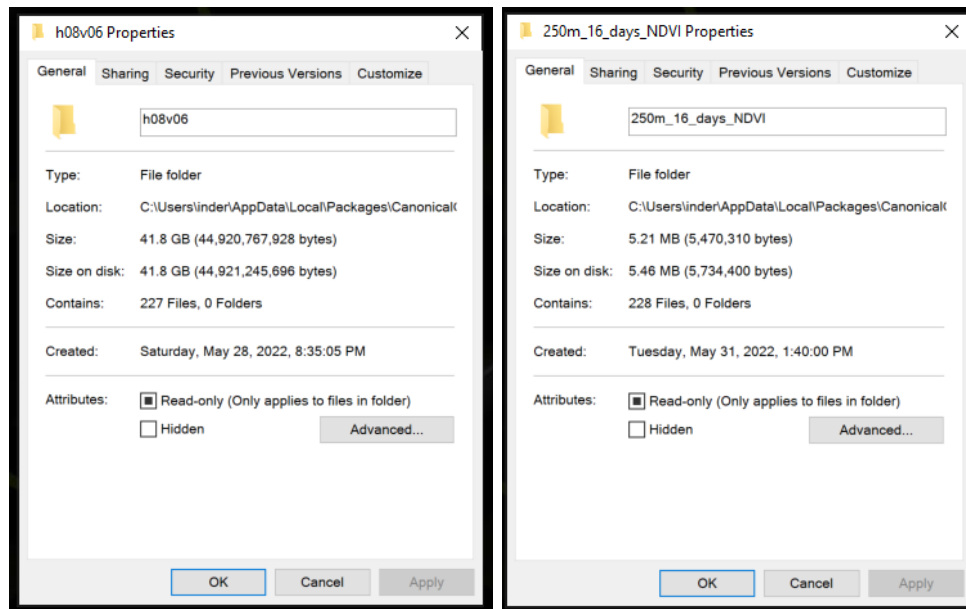 h08v06 Properties
General Sharing Security Previous Versions Customize
h08v06
Type: File folder
Location: C:\Users\inder\AppData\Local\Packages\Canonical
Size: 41.8 GB (44,920,767,928 bytes)
Size on disk: 41.8 GB (44,921,245,696 bytes)
Contains: 227 Files, 0 Folders
Created: Saturday, May 28, 2022, 8:35:05 PM
Attributes: Read-only (Only applies to files in folder)
Hidden Advanced...
OK Cancel Apply
250m_16_days_NDVI Properties
General Sharing Security Previous Versions Customize
250m_16_days_NDVI
Type: File folder
Location: C:\Users\inder\AppData\Local\Packages\Canonical
Size: 5.21 MB (5,470,310 bytes)
Size on disk: 5.46 MB (5,734,400 bytes)
Contains: 228 Files, 0 Folders
Created: Tuesday, May 31, 2022, 1:40:00 PM
Attributes: Read-only (Only applies to files in folder)
Hidden Advanced...
OK Cancel Apply